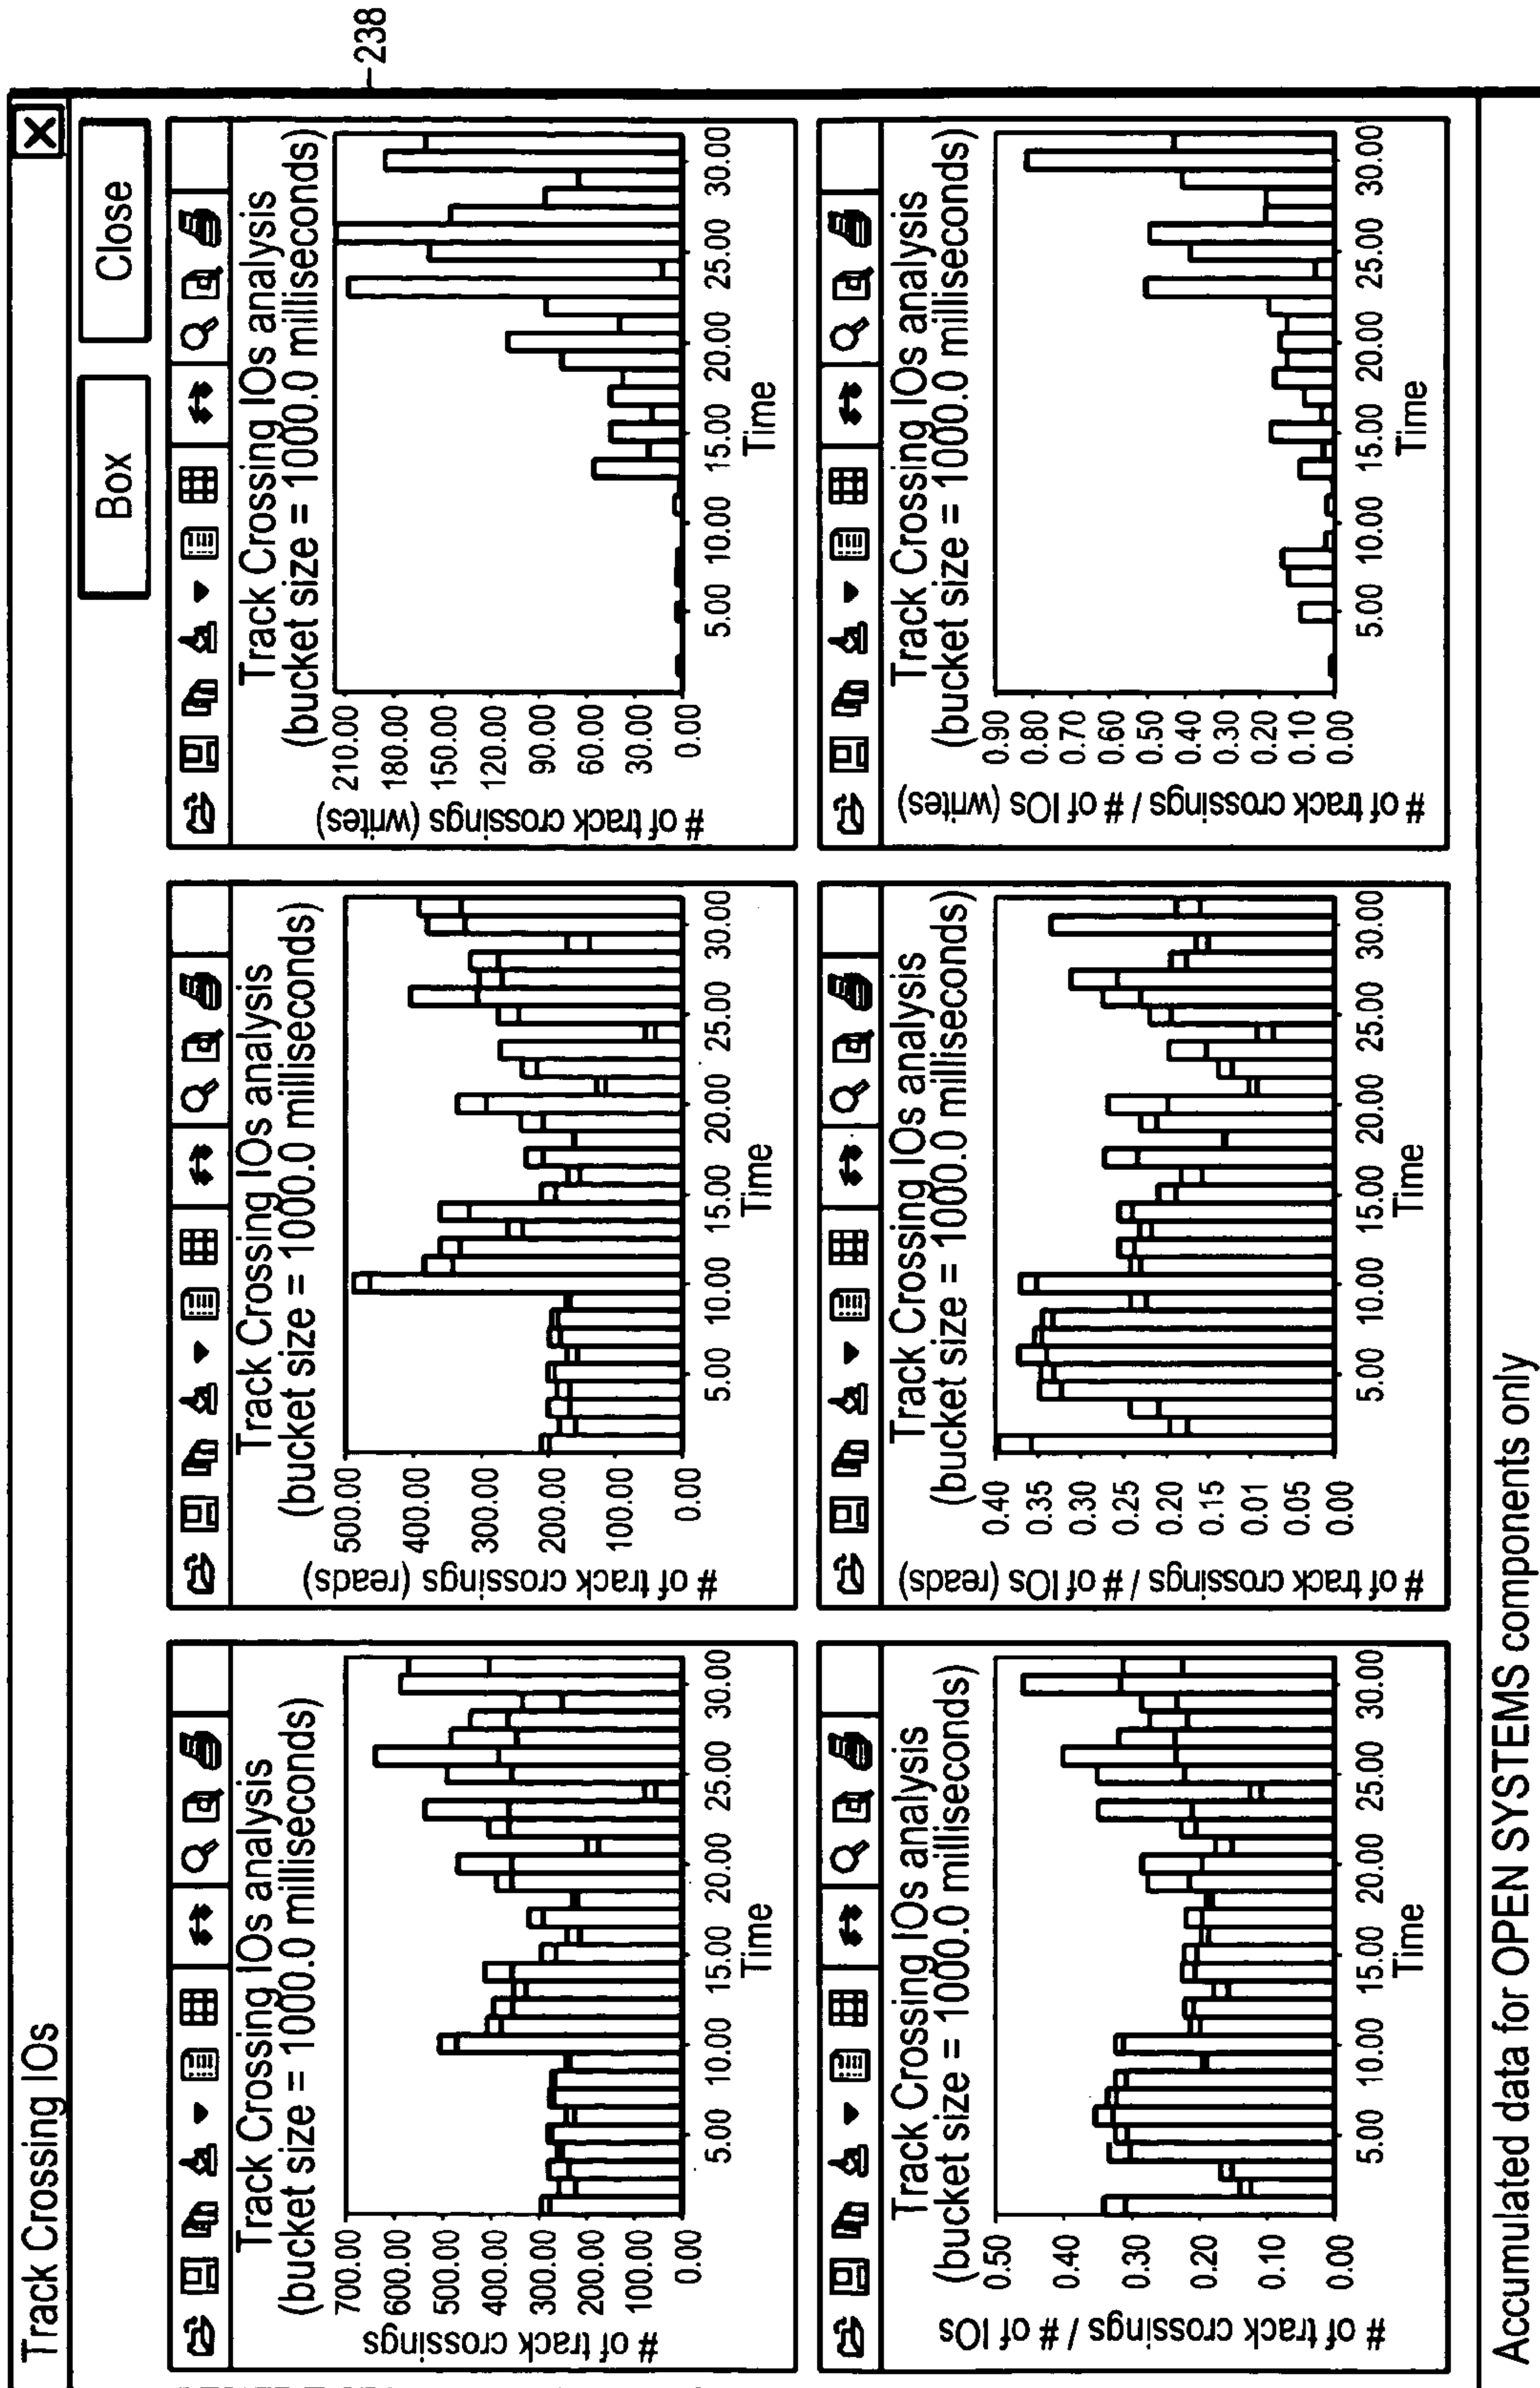 Track Crossing IOs
X
Box
Close
238
Track Crossing IOs analysis
(bucket size = 1000.0 milliseconds)
# of track crossings
700.00
600.00
500.00
400.00
300.00
200.00
100.00
0.00
5.00 10.00 15.00 20.00 25.00 30.00
Time
Track Crossing IOs analysis
(bucket size = 1000.0 milliseconds)
# of track crossings (reads)
500.00
400.00
300.00
200.00
100.00
0.00
5.00 10.00 15.00 20.00 25.00 30.00
Time
Track Crossing IOs analysis
(bucket size = 1000.0 milliseconds)
# of track crossings (writes)
210.00
180.00
150.00
120.00
90.00
60.00
30.00
0.00
5.00 10.00 15.00 20.00 25.00 30.00
Time
Track Crossing IOs analysis
(bucket size = 1000.0 milliseconds)
# of track crossings / # of IOs
0.50
0.40
0.30
0.20
0.10
0.00
5.00 10.00 15.00 20.00 25.00 30.00
Time
Track Crossing IOs analysis
(bucket size = 1000.0 milliseconds)
# of track crossings / # of IOs (reads)
0.40
0.35
0.30
0.25
0.20
0.15
0.01
0.05
0.00
5.00 10.00 15.00 20.00 25.00 30.00
Time
Track Crossing IOs analysis
(bucket size = 1000.0 milliseconds)
# of track crossings / # of IOs (writes)
0.90
0.80
0.70
0.60
0.50
0.40
0.30
0.20
0.10
0.00
5.00 10.00 15.00 20.00 25.00 30.00
Time
Accumulated data for OPEN SYSTEMS components only